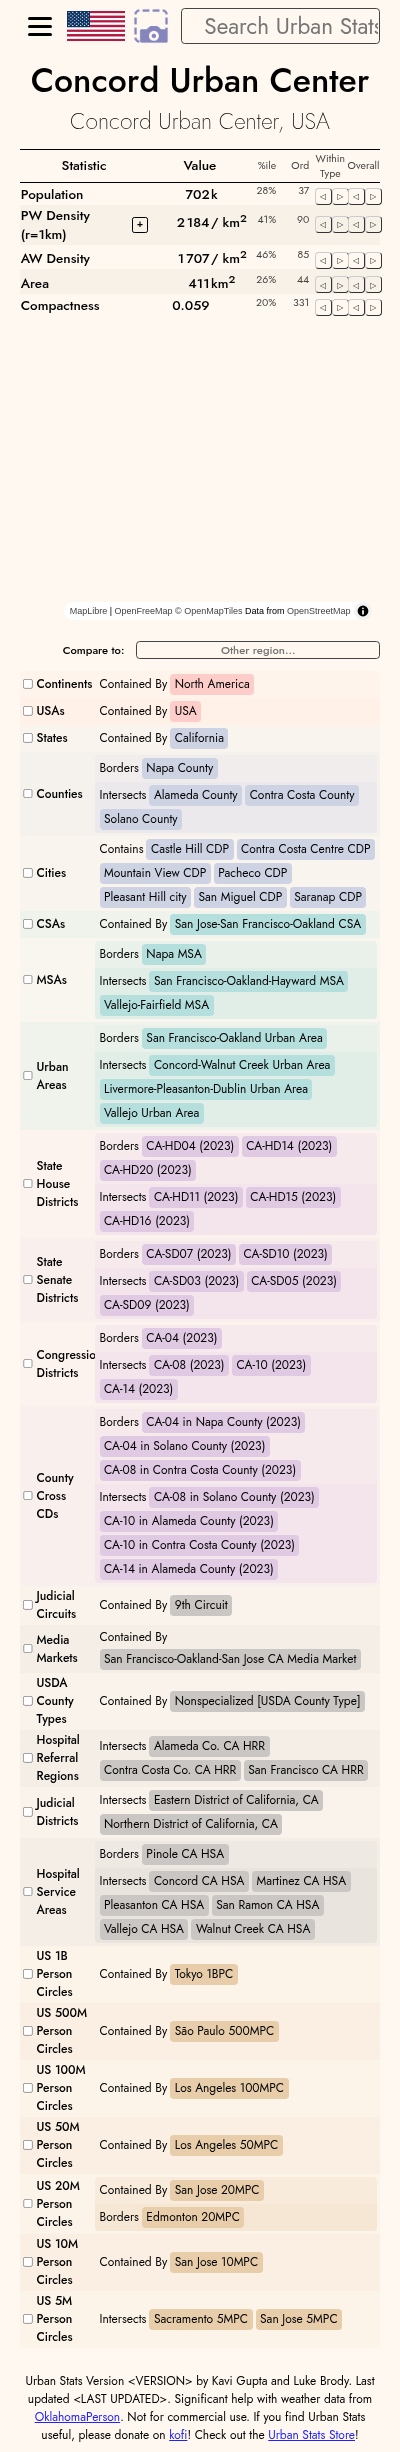 Search Urban Stats
Concord Urban Center
Concord Urban Center, USA
Statistic Value %ile Ord Within Type Overall
Population 702k 28% 37 ◁ ▷ ◁ ▷
PW Density (r=1km) + 2 184 / km2 41% 90 ◁ ▷ ◁ ▷
AW Density 1 707 / km2 46% 85 ◁ ▷ ◁ ▷
Area 411 km2 26% 44 ◁ ▷ ◁ ▷
Compactness 0.059 20% 331 ◁ ▷ ◁ ▷
MapLibre | OpenFreeMap © OpenMapTiles Data from OpenStreetMap
Compare to: Other region...
Continents Contained By North America
USAs Contained By USA
States Contained By California
Counties
Borders Napa County
Intersects Alameda County Contra Costa County
Solano County
Cities
Contains Castle Hill CDP Contra Costa Centre CDP
Mountain View CDP Pacheco CDP
Pleasant Hill city San Miguel CDP Saranap CDP
CSAs Contained By San Jose-San Francisco-Oakland CSA
MSAs
Borders Napa MSA
Intersects San Francisco-Oakland-Hayward MSA
Vallejo-Fairfield MSA
Urban
Areas
Borders San Francisco-Oakland Urban Area
Intersects Concord-Walnut Creek Urban Area
Livermore-Pleasanton-Dublin Urban Area
Vallejo Urban Area
State
House
Districts
Borders CA-HD04 (2023) CA-HD14 (2023)
CA-HD20 (2023)
Intersects CA-HD11 (2023) CA-HD15 (2023)
CA-HD16 (2023)
State
Senate
Districts
Borders CA-SD07 (2023) CA-SD10 (2023)
Intersects CA-SD03 (2023) CA-SD05 (2023)
CA-SD09 (2023)
Congressio
Districts
Borders CA-04 (2023)
Intersects CA-08 (2023) CA-10 (2023)
CA-14 (2023)
County
Cross
CDs
Borders CA-04 in Napa County (2023)
CA-04 in Solano County (2023)
CA-08 in Contra Costa County (2023)
Intersects CA-08 in Solano County (2023)
CA-10 in Alameda County (2023)
CA-10 in Contra Costa County (2023)
CA-14 in Alameda County (2023)
Judicial
Circuits
Contained By 9th Circuit
Media
Markets
Contained By
San Francisco-Oakland-San Jose CA Media Market
USDA
County
Types
Contained By Nonspecialized [USDA County Type]
Hospital
Referral
Regions
Intersects Alameda Co. CA HRR
Contra Costa Co. CA HRR San Francisco CA HRR
Judicial
Districts
Intersects Eastern District of California, CA
Northern District of California, CA
Hospital
Service
Areas
Borders Pinole CA HSA
Intersects Concord CA HSA Martinez CA HSA
Pleasanton CA HSA San Ramon CA HSA
Vallejo CA HSA Walnut Creek CA HSA
US 1B
Person
Circles
Contained By Tokyo 1BPC
US 500M
Person
Circles
Contained By São Paulo 500MPC
US 100M
Person
Circles
Contained By Los Angeles 100MPC
US 50M
Person
Circles
Contained By Los Angeles 50MPC
US 20M
Person
Circles
Contained By San Jose 20MPC
Borders Edmonton 20MPC
US 10M
Person
Circles
Contained By San Jose 10MPC
US 5M
Person
Circles
Intersects Sacramento 5MPC San Jose 5MPC
Urban Stats Version <VERSION> by Kavi Gupta and Luke Brody. Last
updated <LAST UPDATED>. Significant help with weather data from
OklahomaPerson. Not for commercial use. If you find Urban Stats
useful, please donate on kofi! Check out the Urban Stats Store!